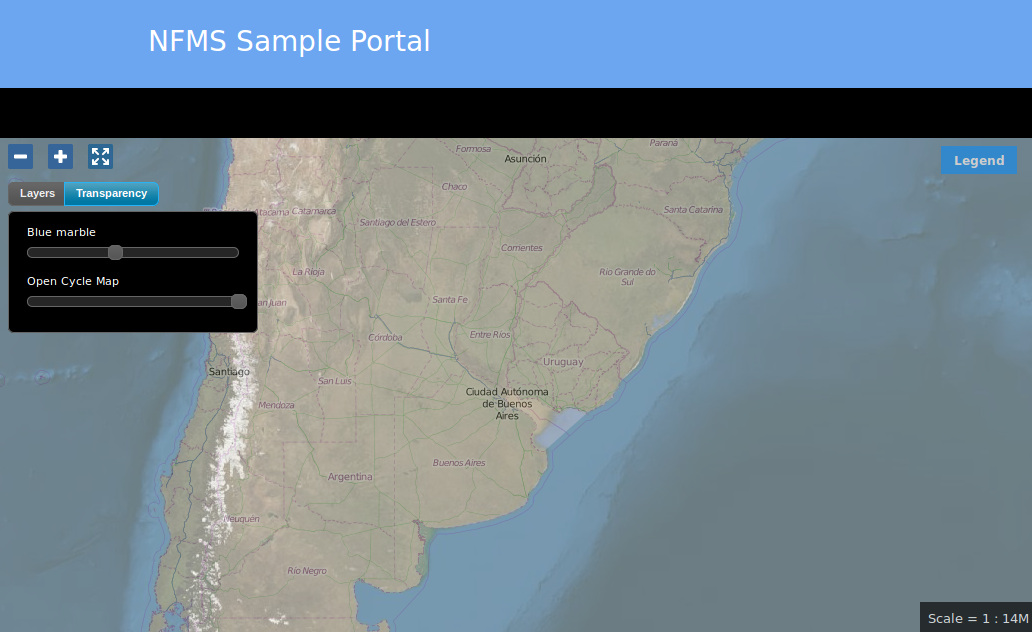 NFMS Sample Portal
Legend
Layers
Transparency
Blue marble
Open Cycle Map
Formosa
Asunción
Paraná
Chaco
Atacama
Catamarca
Santiago del Estero
Santa Catarina
Corrientes
La Rioja
Rio Grande do
Sul
an Juan
Santa Fe
Córdoba
Entre Ríos
Uruguay
Santiago
San Luis
Ciudad Autónoma
de Buenos
Aires
Mendoza
Buenos Aires
Argentina
Neuquén
Río Negro
Scale = 1 : 14M